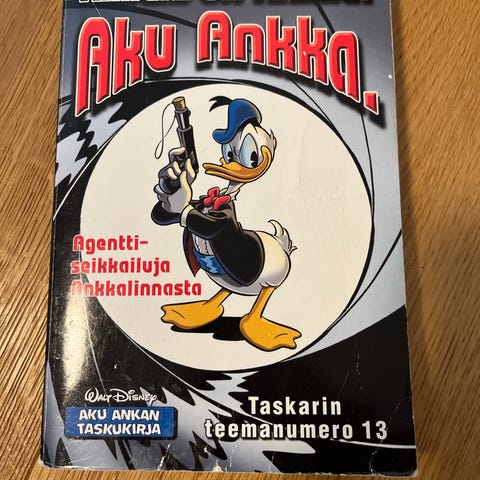 Aku Ankka.
Agentti-
seikkailuja
Ankkalinnasta
WALT DISNEY
AKU ANKAN
TASKUKIRJA
Taskarin
teemanumero 13